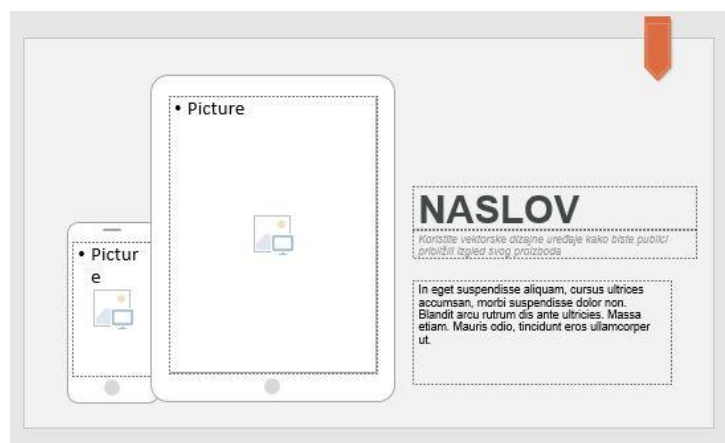 • Picture
• Pictur
e
NASLOV
Koristite vektorske dizajne uređaje kako biste publici
približili izgled svog proizboda
In eget suspendisse aliquam, cursus ultrices
accumsan, morbi suspendisse dolor non.
Blandit arcu rutrum dis ante ultricies. Massa
etiam. Mauris odio, tincidunt eros ullamcorper
ut.